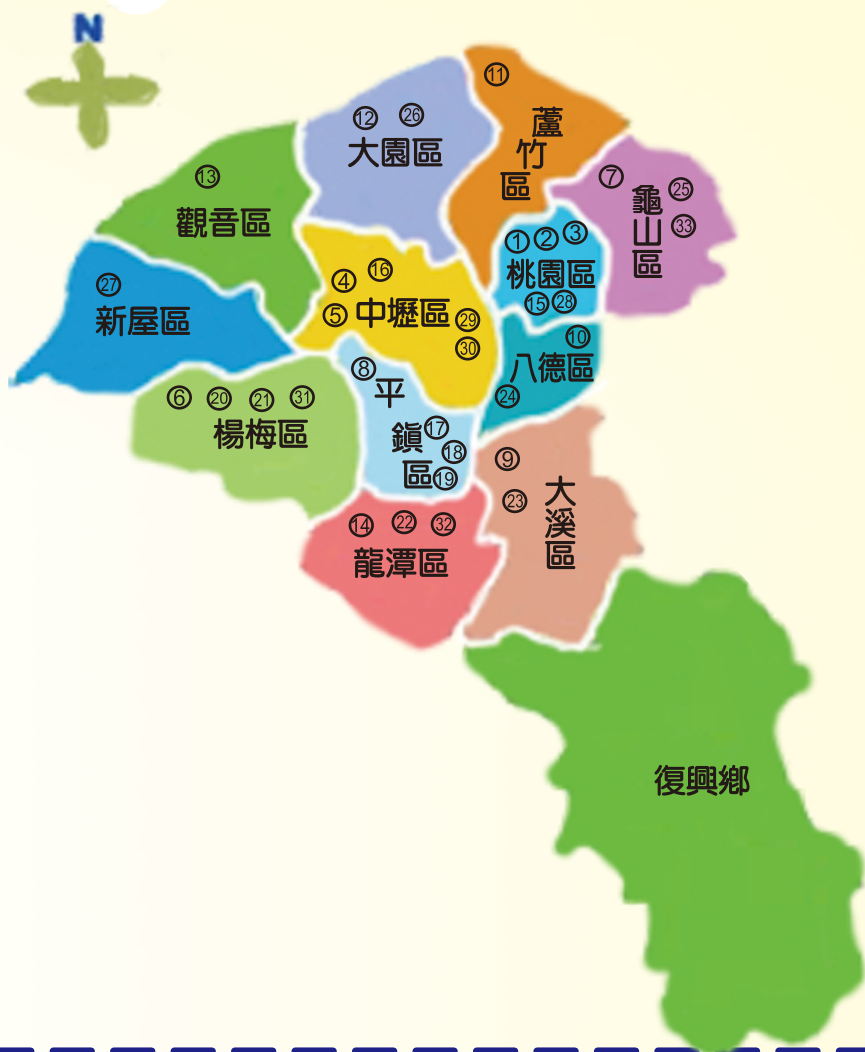 N
⑪
蘆竹區
⑫ ㉖
大園區
⑬
觀音區
⑦ ㉕
龜山區
㉝
① ② ③
桃園區
⑮ ㉘
④ ⑯
⑤ 中壢區 ㉙
㉚
㉗
新屋區
⑩
八德區
㉔
⑧
平鎮區
⑰
⑱
⑲
⑥ ⑳ ㉑ ㉛
楊梅區
⑨
㉓
大溪區
⑭ ㉒ ㉜
龍潭區
復興鄉